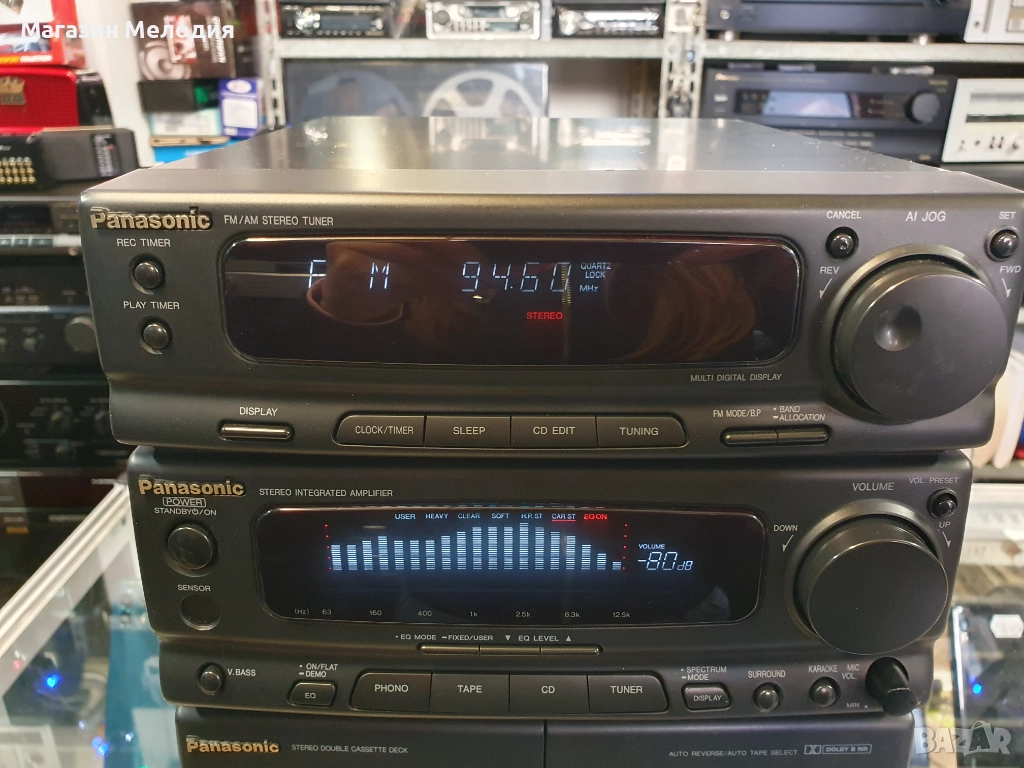 Магазин Мелодия
Panasonic FM/AM STEREO TUNER
CANCEL AI JOG SET
REC TIMER
REV FWD
PLAY TIMER
FM 94.60 QUARTZ LOCK MHz
STEREO
MULTI DIGITAL DISPLAY
DISPLAY
FM MODE/B.P • BAND
━ ALLOCATION
CLOCK/TIMER SLEEP CD EDIT TUNING
Panasonic STEREO INTEGRATED AMPLIFIER
VOLUME VOL. PRESET
POWER
STANDBY⏻/ON
USER HEAVY CLEAR SOFT H.P. ST CAR ST EQ ON
DOWN UP
VOLUME
-80 dB
SENSOR
(Hz) 63 160 400 1k 2.5k 6.3k 12.5k
• EQ MODE ━ FIXED/USER ▼ EQ LEVEL ▲
V.BASS
• ON/FLAT
━ DEMO
EQ
PHONO TAPE CD TUNER
• SPECTRUM
━ MODE
DISPLAY
SURROUND KARAOKE MIC VOL.
MIN
Panasonic STEREO DOUBLE CASSETTE DECK
AUTO REVERSE/AUTO TAPE SELECT DOLBY B NR
BAZAR